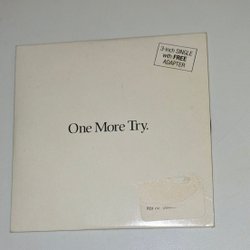 3-inch SINGLE
with FREE
ADAPTER
One More Try.